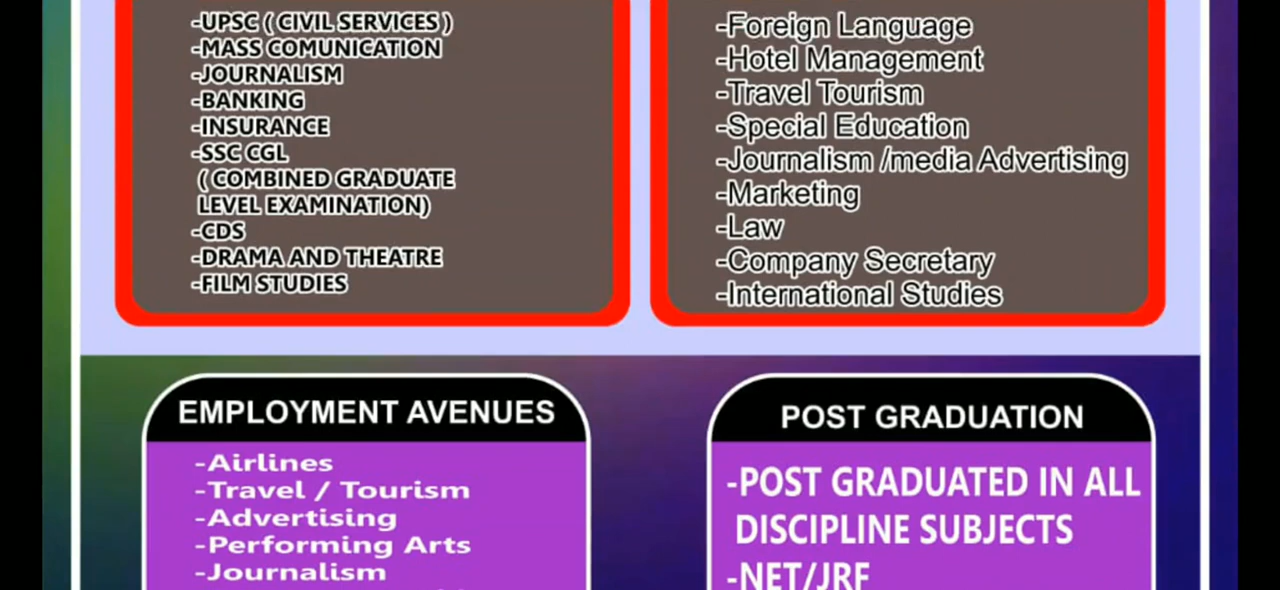 -UPSC ( CIVIL SERVICES )
-MASS COMUNICATION
-JOURNALISM
-BANKING
-INSURANCE
-SSC CGL
( COMBINED GRADUATE
LEVEL EXAMINATION)
-CDS
-DRAMA AND THEATRE
-FILM STUDIES
-Foreign Language
-Hotel Management
-Travel Tourism
-Special Education
-Journalism /media Advertising
-Marketing
-Law
-Company Secretary
-International Studies
EMPLOYMENT AVENUES
-Airlines
-Travel / Tourism
-Advertising
-Performing Arts
-Journalism
POST GRADUATION
-POST GRADUATED IN ALL
DISCIPLINE SUBJECTS
-NET/JRF